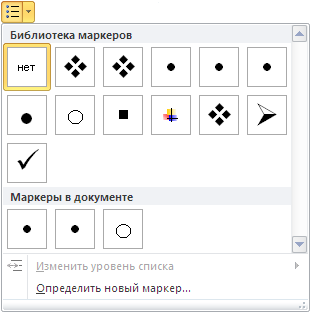 Библиотека маркеров
нет
Маркеры в документе
Изменить уровень списка
Определить новый маркер...